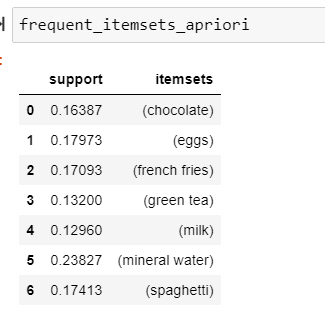 frequent_itemsets_apriori
support itemsets
0 0.16387 (chocolate)
1 0.17973 (eggs)
2 0.17093 (french fries)
3 0.13200 (green tea)
4 0.12960 (milk)
5 0.23827 (mineral water)
6 0.17413 (spaghetti)